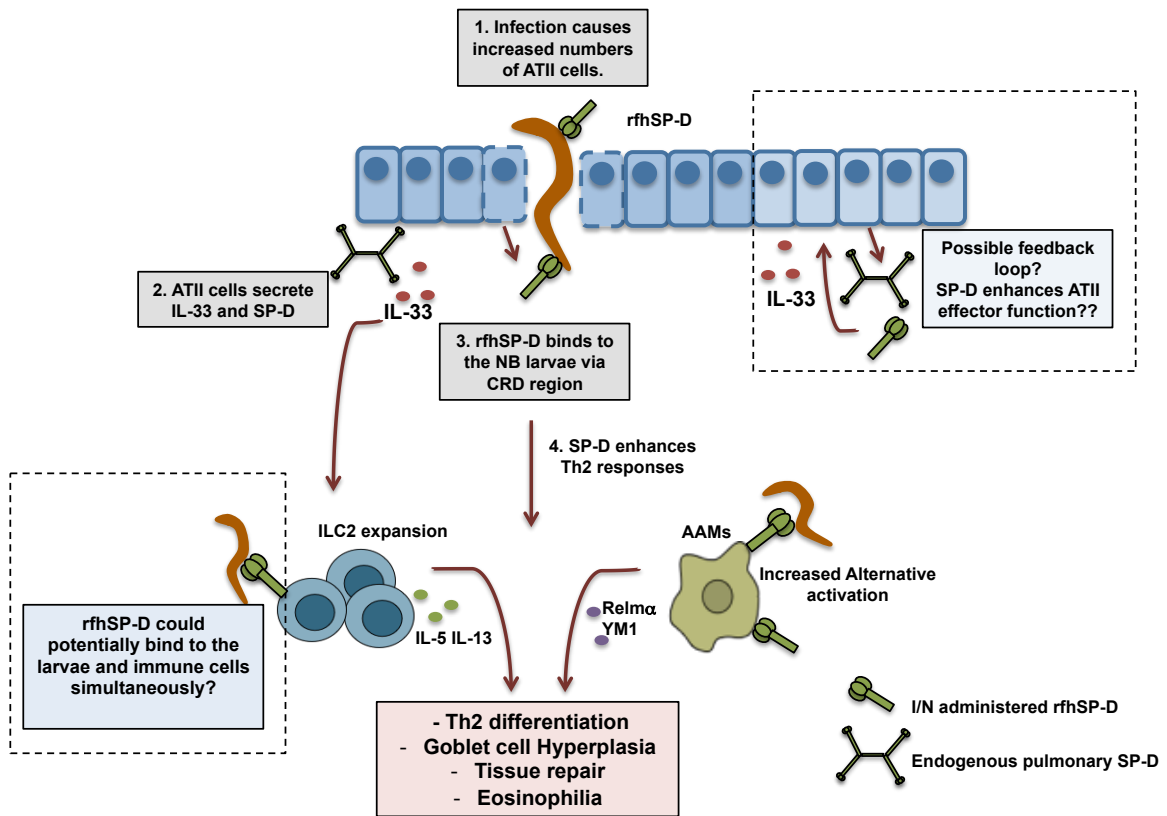 1. Infection causes
increased numbers
of ATII cells.
rfhSP-D
2. ATII cells secrete
IL-33 and SP-D
IL-33
3. rfhSP-D binds to
the NB larvae via
CRD region
IL-33
Possible feedback
loop?
SP-D enhances ATII
effector function??
4. SP-D enhances
Th2 responses
ILC2 expansion
IL-5 IL-13
rfhSP-D could
potentially bind to the
larvae and immune cells
simultaneously?
AAMs
Increased Alternative
activation
Relmα
YM1
- Th2 differentiation
- Goblet cell Hyperplasia
- Tissue repair
- Eosinophilia
I/N administered rfhSP-D
Endogenous pulmonary SP-D